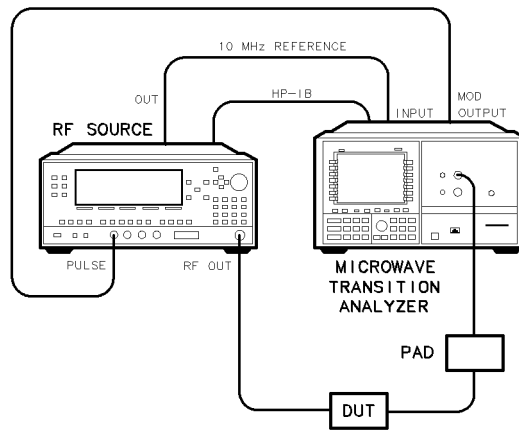 10 MHz REFERENCE
OUT
HP-IB
INPUT
MOD
OUTPUT
RF SOURCE
PULSE
RF OUT
MICROWAVE
TRANSITION
ANALYZER
PAD
DUT